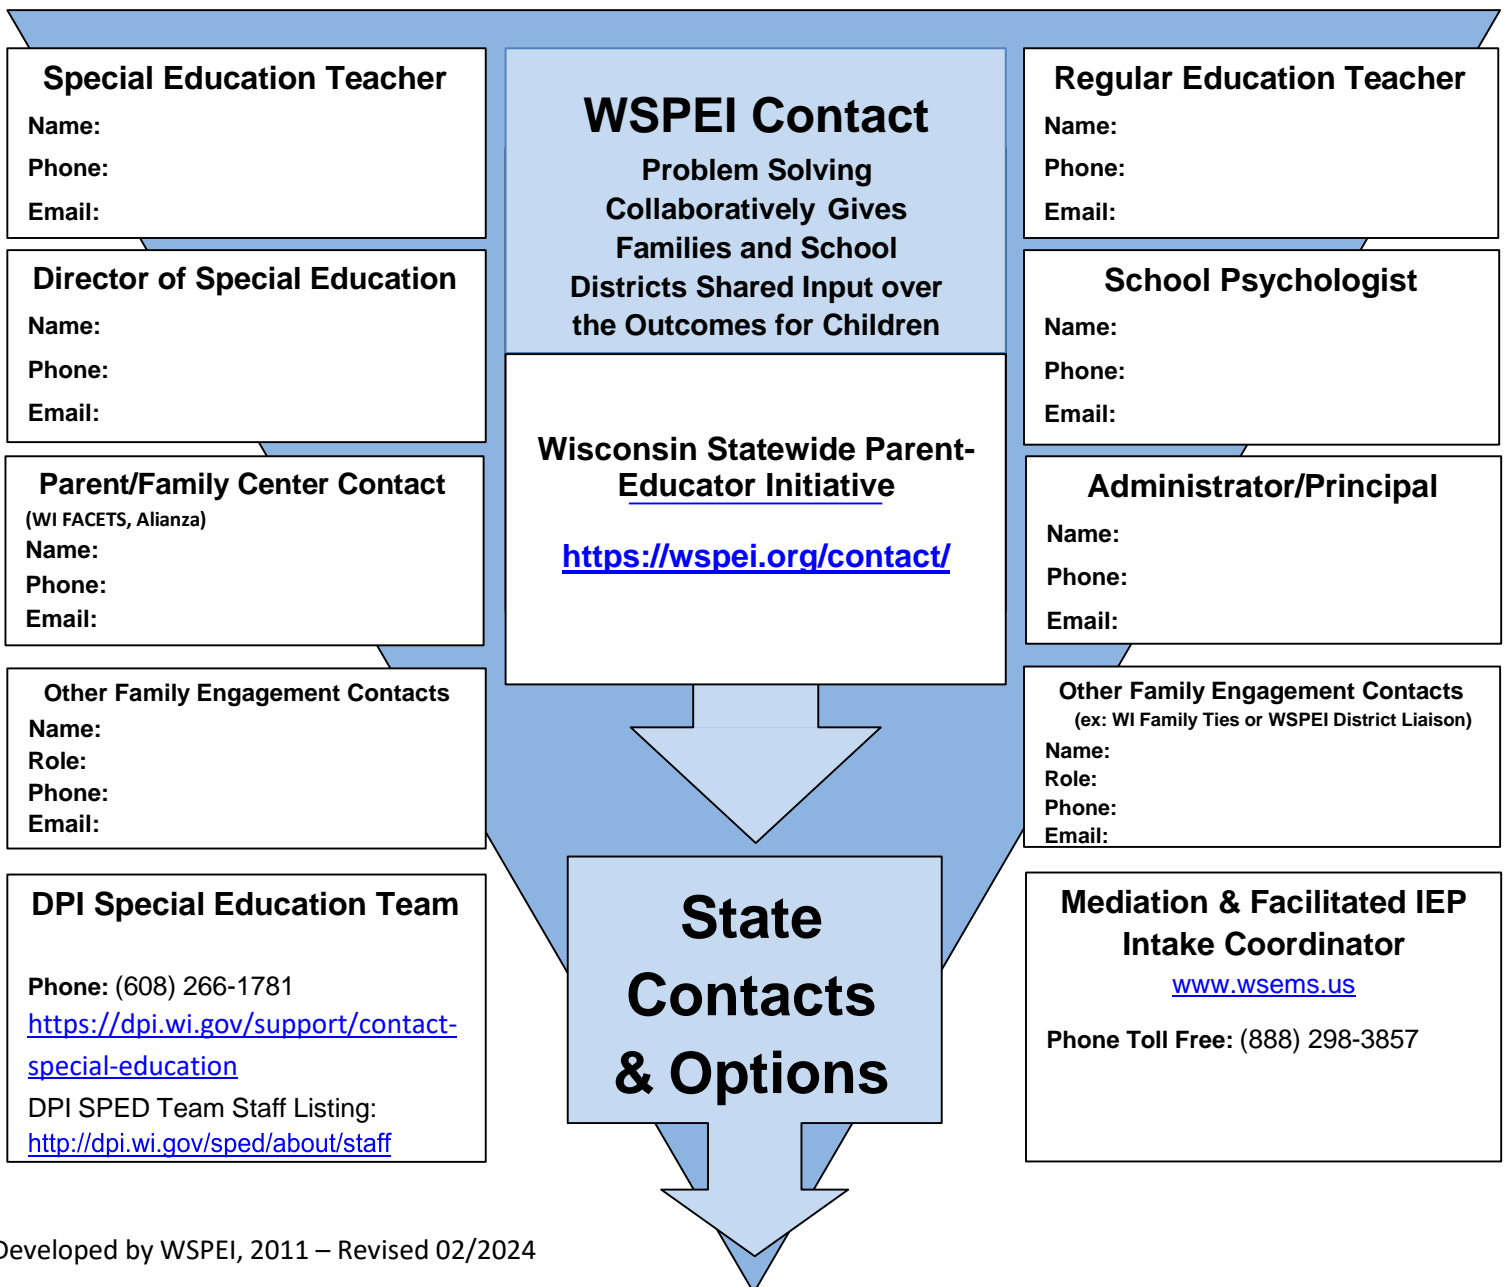 Special Education Teacher
Name:
Phone:
Email:
Director of Special Education
Name:
Phone:
Email:
Parent/Family Center Contact
(WI FACETS, Alianza)
Name:
Phone:
Email:
Other Family Engagement Contacts
Name:
Role:
Phone:
Email:
DPI Special Education Team
Phone: (608) 266-1781
https://dpi.wi.gov/support/contact-
special-education
DPI SPED Team Staff Listing:
http://dpi.wi.gov/sped/about/staff
WSPEI Contact
Problem Solving
Collaboratively Gives
Families and School
Districts Shared Input over
the Outcomes for Children
Wisconsin Statewide Parent-
Educator Initiative
https://wspei.org/contact/
State
Contacts
& Options
Regular Education Teacher
Name:
Phone:
Email:
School Psychologist
Name:
Phone:
Email:
Administrator/Principal
Name:
Phone:
Email:
Other Family Engagement Contacts
(ex: WI Family Ties or WSPEI District Liaison)
Name:
Role:
Phone:
Email:
Mediation & Facilitated IEP
Intake Coordinator
www.wsems.us
Phone Toll Free: (888) 298-3857
Developed by WSPEI, 2011 – Revised 02/2024